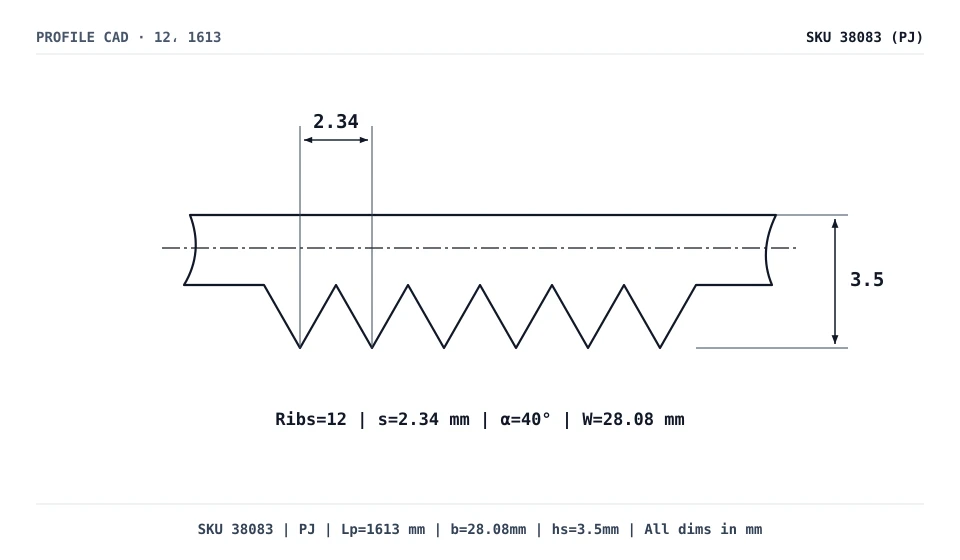 PROFILE CAD · 12، 1613
SKU 38083 (PJ)
2.34
3.5
Ribs=12 | s=2.34 mm | α=40° | W=28.08 mm
SKU 38083 | PJ | Lp=1613 mm | b=28.08mm | hs=3.5mm | All dims in mm